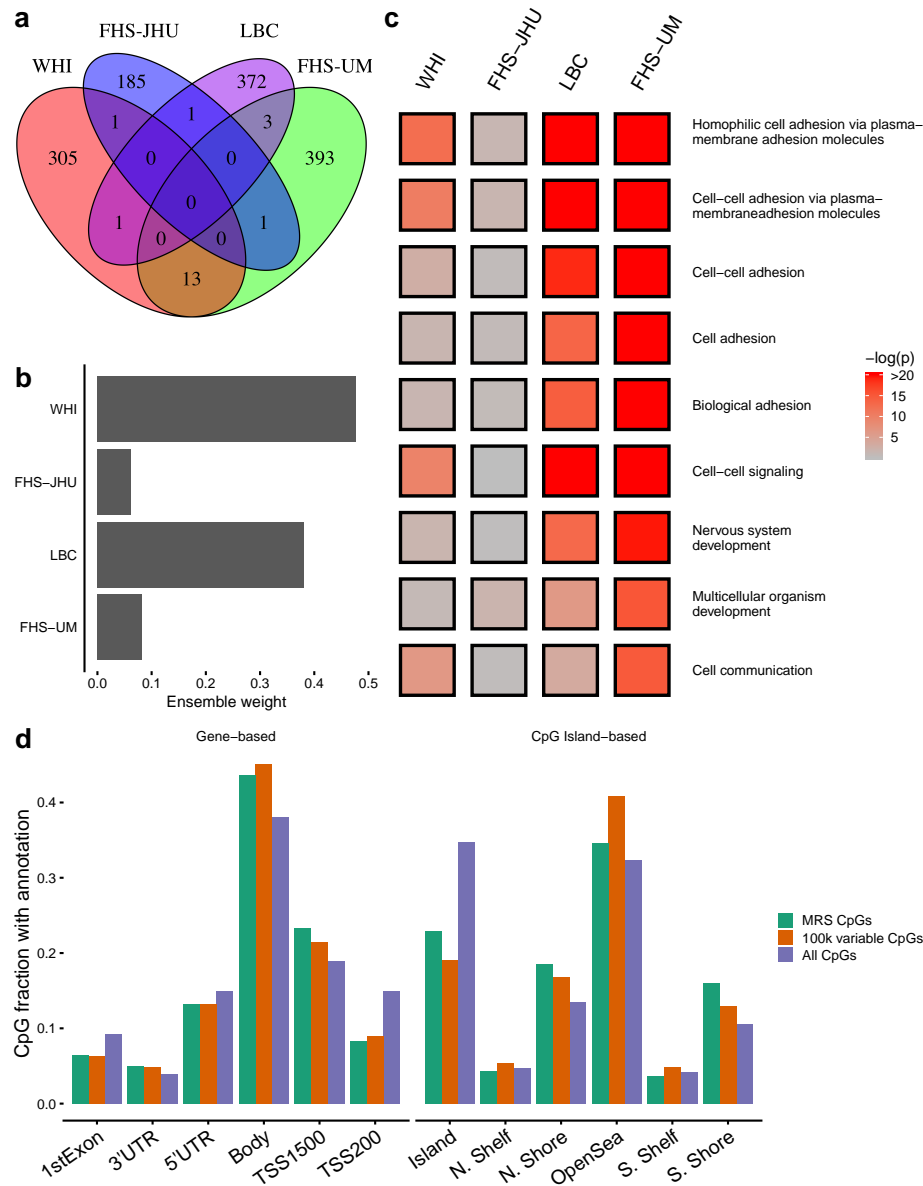 a
FHS-JHU
LBC
WHI
FHS-UM
185
372
1
1
3
305
0
0
393
0
1
0
0
1
13
b
WHI
FHS−JHU
LBC
FHS−UM
0.0
0.1
0.2
0.3
0.4
0.5
Ensemble weight
c
WHI
FHS−JHU
LBC
FHS−UM
Homophilic cell adhesion via plasma−
membrane adhesion molecules
Cell−cell adhesion via plasma−
membraneadhesion molecules
Cell−cell adhesion
Cell adhesion
Biological adhesion
Cell−cell signaling
Nervous system
development
Multicellular organism
development
Cell communication
−log(p)
>20
15
10
5
d
Gene−based
CpG Island−based
CpG fraction with annotation
0.4
0.3
0.2
0.1
0.0
1stExon
3'UTR
5'UTR
Body
TSS1500
TSS200
Island
N. Shelf
N. Shore
OpenSea
S. Shelf
S. Shore
MRS CpGs
100k variable CpGs
All CpGs